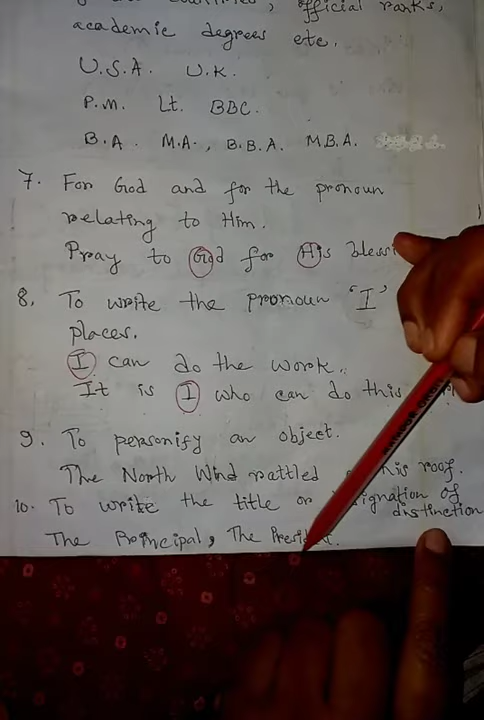 official ranks,
academic degrees etc.
U.S.A. U.K.
P.M. Lt. BBC.
B.A. M.A., B.B.A. M.B.A.
7. For God and for the pronoun
relating to Him.
Pray to God for His
8. To write the pronoun 'I'
places.
I can do the work.
It is I who can do this
9. To personify an object.
The North Wind rattled his roof.
10. To write the title or of
distinction
The Principal, The